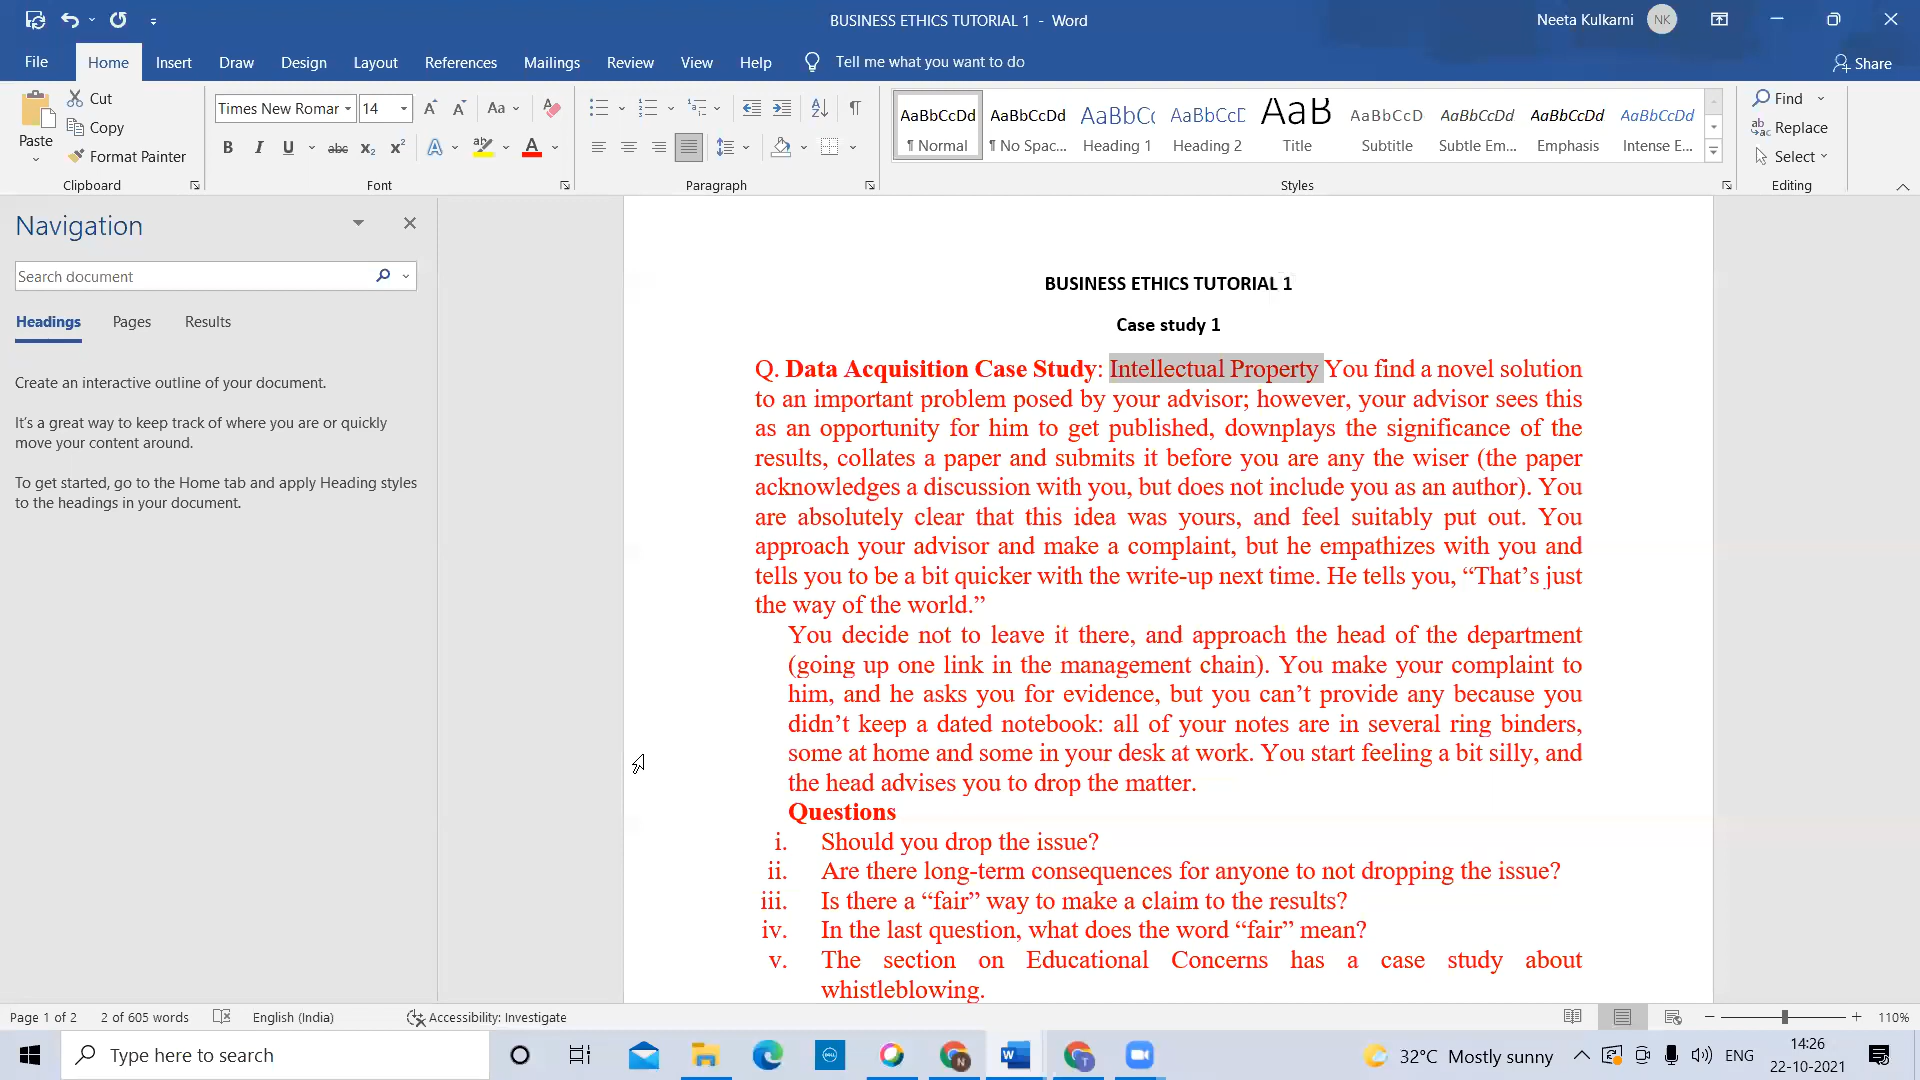 BUSINESS ETHICS TUTORIAL 1 - Word
Neeta Kulkarni
NK
File
Home
Insert
Draw
Design
Layout
References
Mailings
Review
View
Help
Tell me what you want to do
Share
Paste
Cut
Copy
Format Painter
Clipboard
Times New Romar
14
Font
Paragraph
AaBbCcDd
¶ Normal
AaBbCcDd
¶ No Spac...
AaBbCc
Heading 1
AaBbCcD
Heading 2
AaB
Title
AaBbCcD
Subtitle
AaBbCcDd
Subtle Em...
AaBbCcDd
Emphasis
AaBbCcDd
Intense E...
Styles
Find
Replace
Select
Editing
Navigation
Search document
Headings
Pages
Results
Create an interactive outline of your document.
It's a great way to keep track of where you are or quickly
move your content around.
To get started, go to the Home tab and apply Heading styles
to the headings in your document.
BUSINESS ETHICS TUTORIAL 1
Case study 1
Q. Data Acquisition Case Study: Intellectual Property You find a novel solution
to an important problem posed by your advisor; however, your advisor sees this
as an opportunity for him to get published, downplays the significance of the
results, collates a paper and submits it before you are any the wiser (the paper
acknowledges a discussion with you, but does not include you as an author). You
are absolutely clear that this idea was yours, and feel suitably put out. You
approach your advisor and make a complaint, but he empathizes with you and
tells you to be a bit quicker with the write-up next time. He tells you, “That’s just
the way of the world.”
You decide not to leave it there, and approach the head of the department
(going up one link in the management chain). You make your complaint to
him, and he asks you for evidence, but you can’t provide any because you
didn’t keep a dated notebook: all of your notes are in several ring binders,
some at home and some in your desk at work. You start feeling a bit silly, and
the head advises you to drop the matter.
Questions
i. Should you drop the issue?
ii. Are there long-term consequences for anyone to not dropping the issue?
iii. Is there a “fair” way to make a claim to the results?
iv. In the last question, what does the word “fair” mean?
v. The section on Educational Concerns has a case study about
whistleblowing.
Page 1 of 2
2 of 605 words
English (India)
Accessibility: Investigate
110%
Type here to search
32°C Mostly sunny
ENG
14:26
22-10-2021